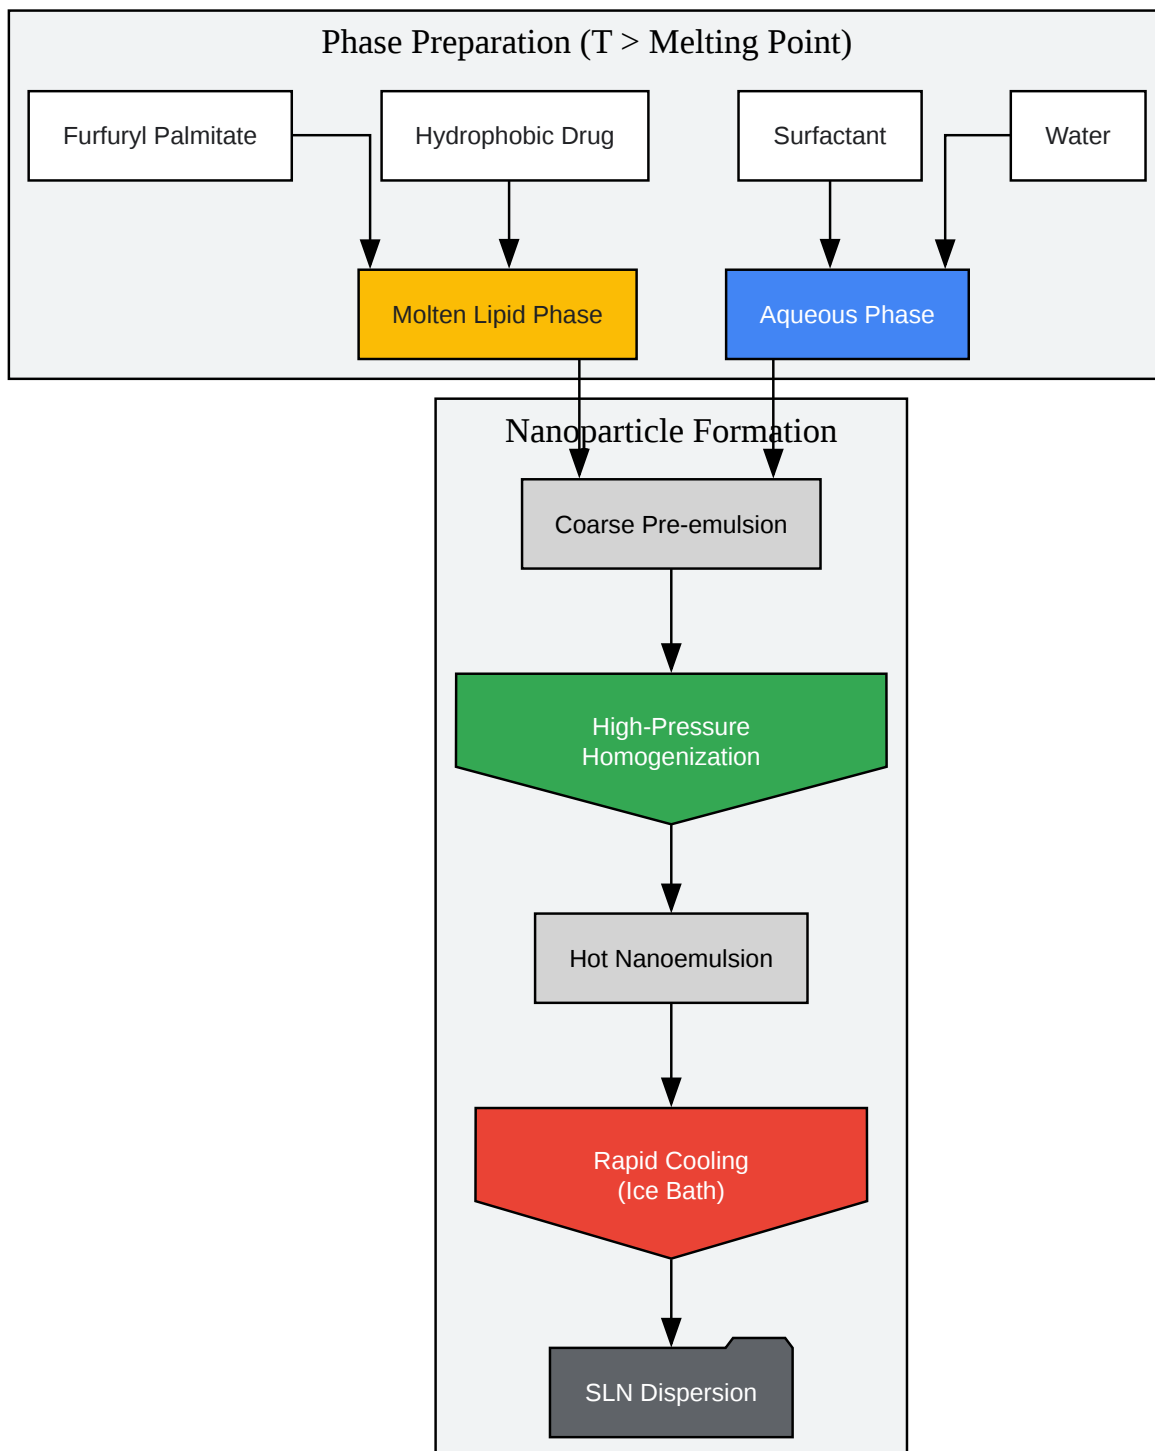 Phase Preparation (T > Melting Point)
Furfuryl Palmitate
Hydrophobic Drug
Surfactant
Water
Molten Lipid Phase
Aqueous Phase
Nanoparticle Formation
Coarse Pre-emulsion
High-Pressure
Homogenization
Hot Nanoemulsion
Rapid Cooling
(Ice Bath)
SLN Dispersion